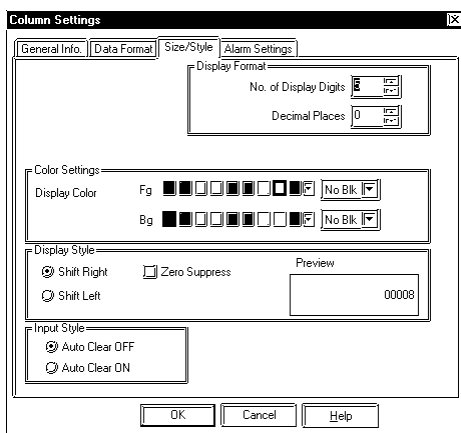 Column Settings
General Info. Data Format Size/Style Alarm Settings
Display Format
No. of Display Digits
Decimal Places 0
Color Settings
Display Color Fg No Blk
Bg No Blk
Display Style
Shift Right Zero Suppress Preview
Shift Left 00008
Input Style
Auto Clear OFF
Auto Clear ON
OK Cancel Help